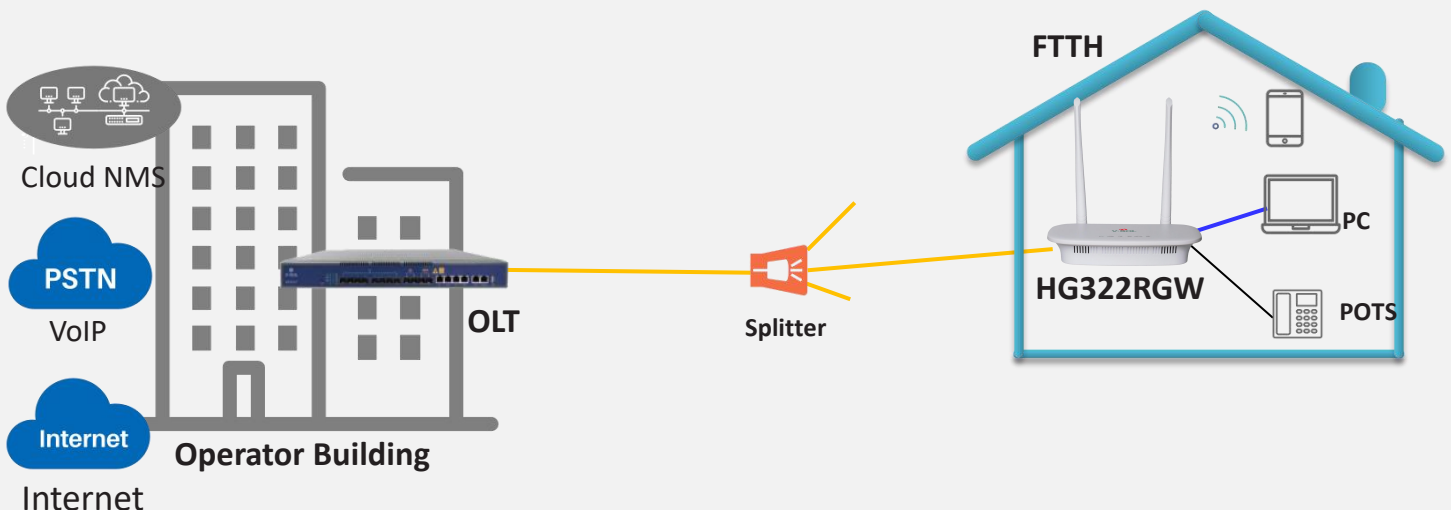 FTTH
Cloud NMS
PSTN
VoIP
Internet
Internet
OLT
Operator Building
Splitter
HG322RGW
PC
POTS